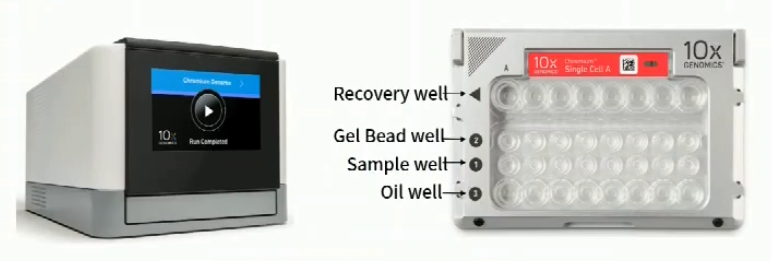 Chromium Genome
10x
GENOMICS
Run Completed
Recovery well
Gel Bead well
Sample well
Oil well
2
1
3
A
10x
GENOMICS
Chromium™
Single Cell A
10x
GENOMICS